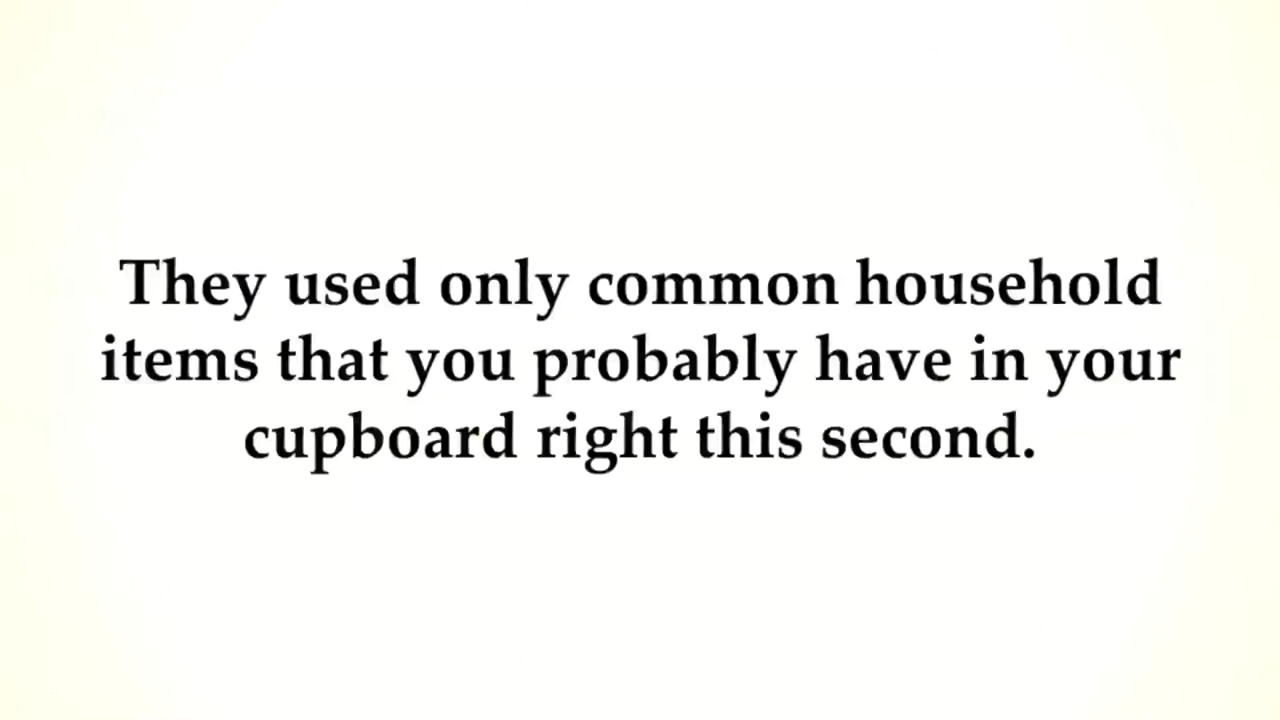 They used only common household
items that you probably have in your
cupboard right this second.